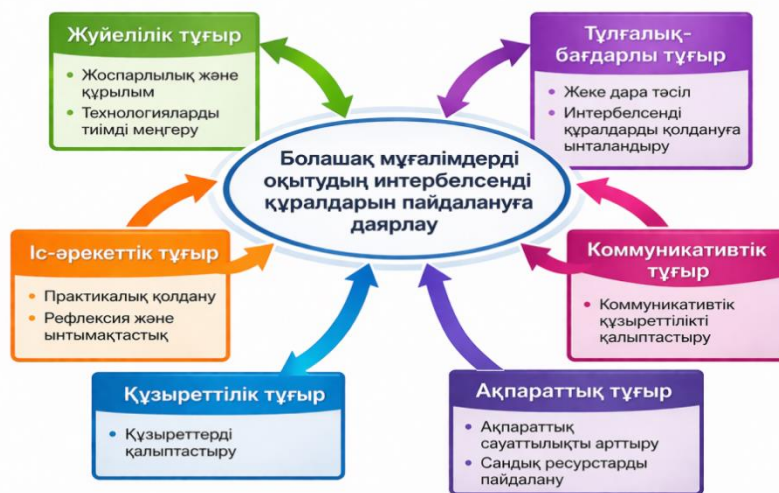 Жүйелілік тұғыр
• Жоспарлылық және
құрылым
• Технологияларды
тиімді меңгеру
Тұлғалық-
бағдарлы тұғыр
• Жеке дара тәсіл
• Интербелсенді
құралдарды қолдануға
ынталандыру
Болашақ мұғалімдерді
оқытудың интербелсенді
құралдарын пайдалануға
даярлау
Іс-әрекеттік тұғыр
• Практикалық қолдану
• Рефлексия және
ынтымақтастық
Коммуникативтік
тұғыр
• Коммуникативтік
құзыреттілікті
қалыптастыру
Құзыреттілік тұғыр
• Құзыреттерді
қалыптастыру
Ақпараттық тұғыр
• Ақпараттық
сауаттылықты арттыру
• Сандық ресурстарды
пайдалану